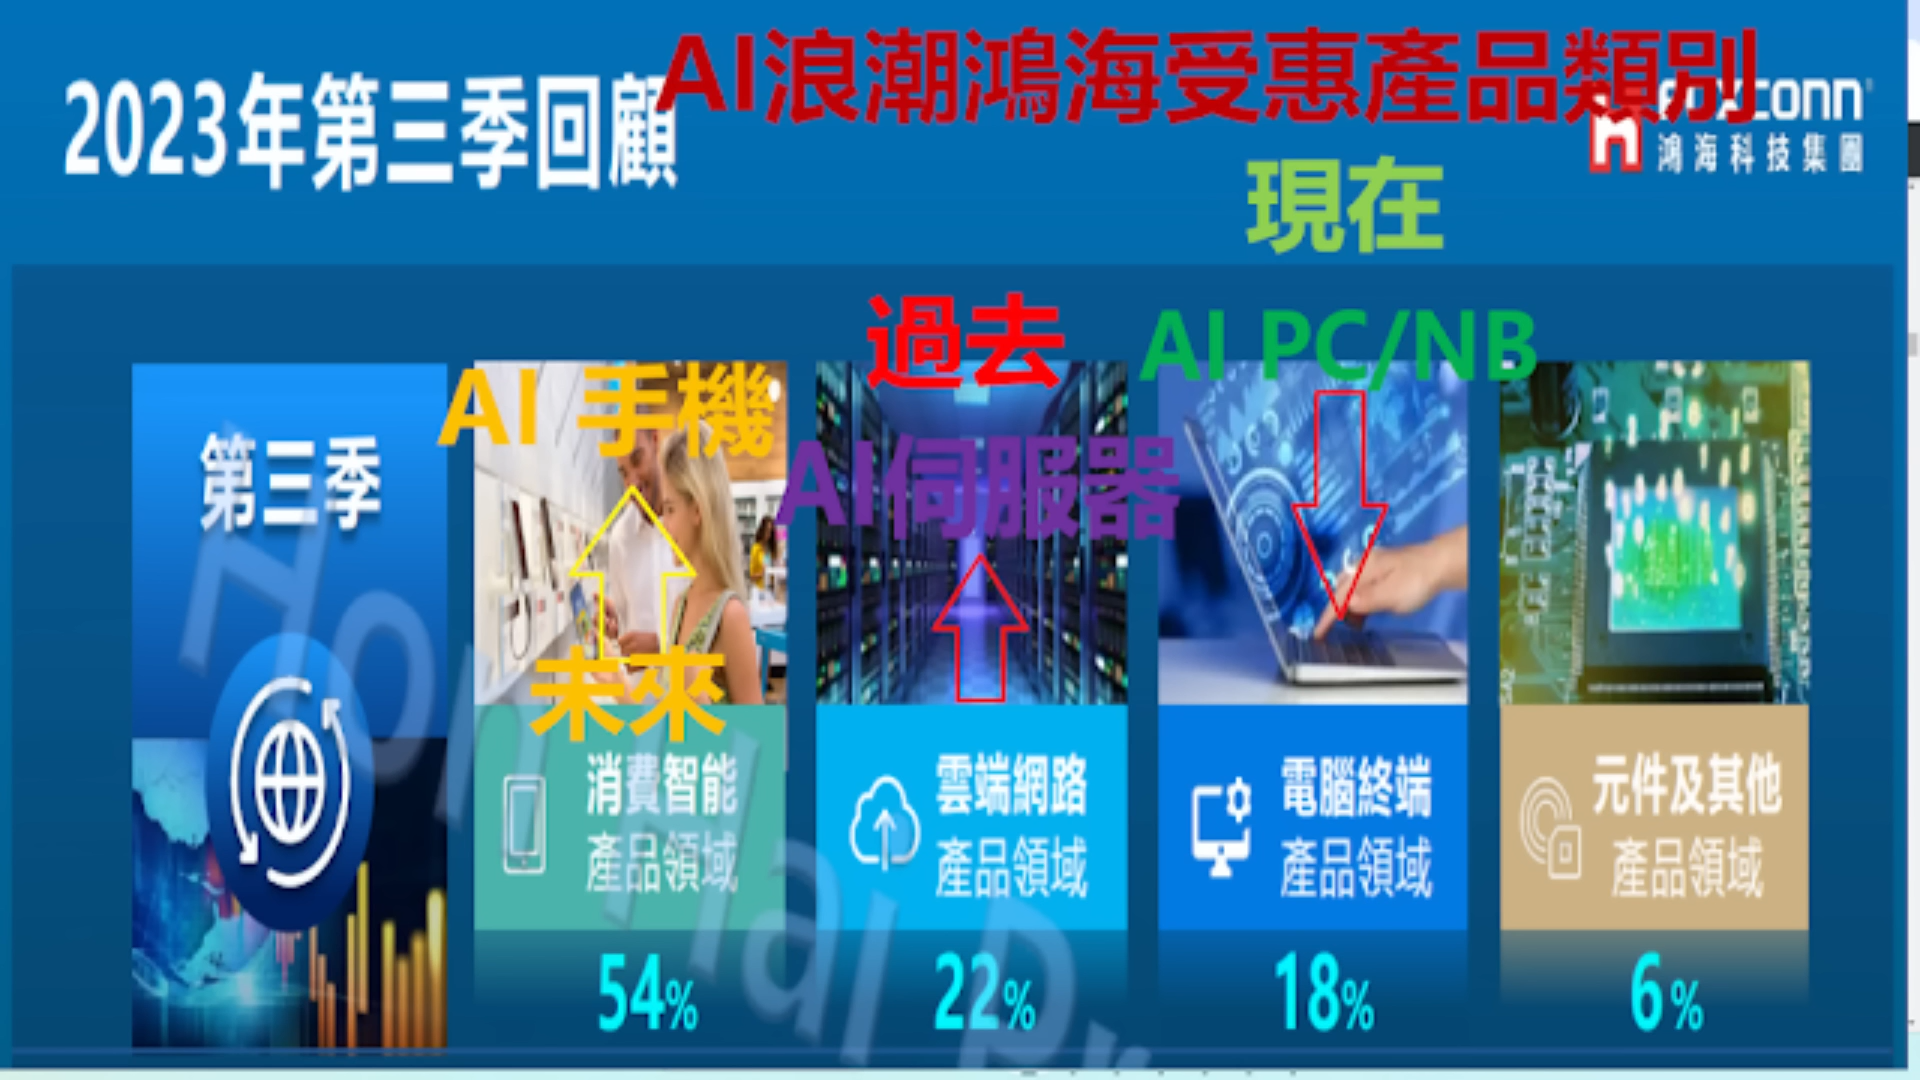 AI浪潮鴻海受惠產品類別
2023年第三季回顧
鴻海科技集團
現在
過去
AI PC/NB
AI 手機
AI伺服器
第三季
未來
消費智能
產品領域
雲端網路
產品領域
電腦終端
產品領域
元件及其他
產品領域
54%
22%
18%
6%
Hon Hai Pr